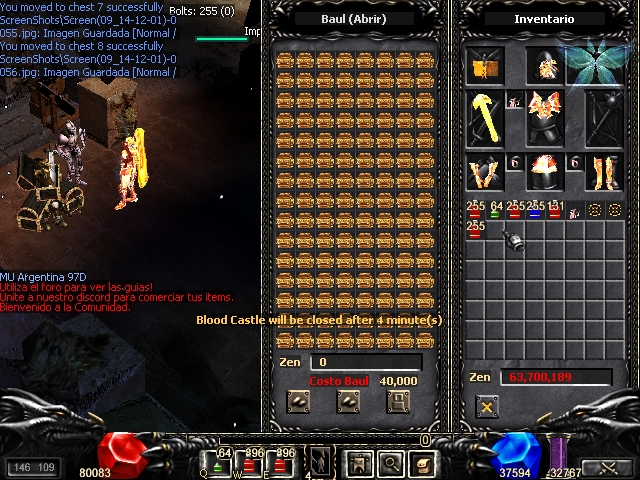 You moved to chest 7 successfully
ScreenShots\Screen(09_14-12-01)-0
055.jpg: Imagen Guardada [Normal /
You moved to chest 8 successfully
ScreenShots\Screen(09_14-12-01)-0
056.jpg: Imagen Guardada [Normal /
Bolts: 255 (0)
Baul (Abrir)
Inventario
6 6
255 64 255 255 131
255
MU Argentina 97D
Utiliza el foro para ver las guias!
Unite a nuestro discord para comerciar tus items.
Bienvenido a la Comunidad.
Blood Castle will be closed after 4 minute(s)
Zen 0
Costo Baul 40,000
Zen 63,700,189
0
146 109
80083
Q 64 W 896 E 896
37594
-32767